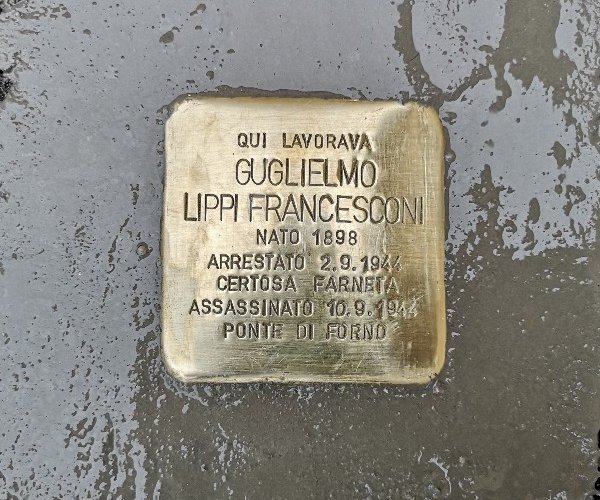 QUI LAVORAVA
GUGLIELMO
LIPPI FRANCESCONI
NATO 1898
ARRESTATO 2.9.1944
CERTOSA FARNETA
ASSASSINATO 10.9.1944
PONTE DI FORNO